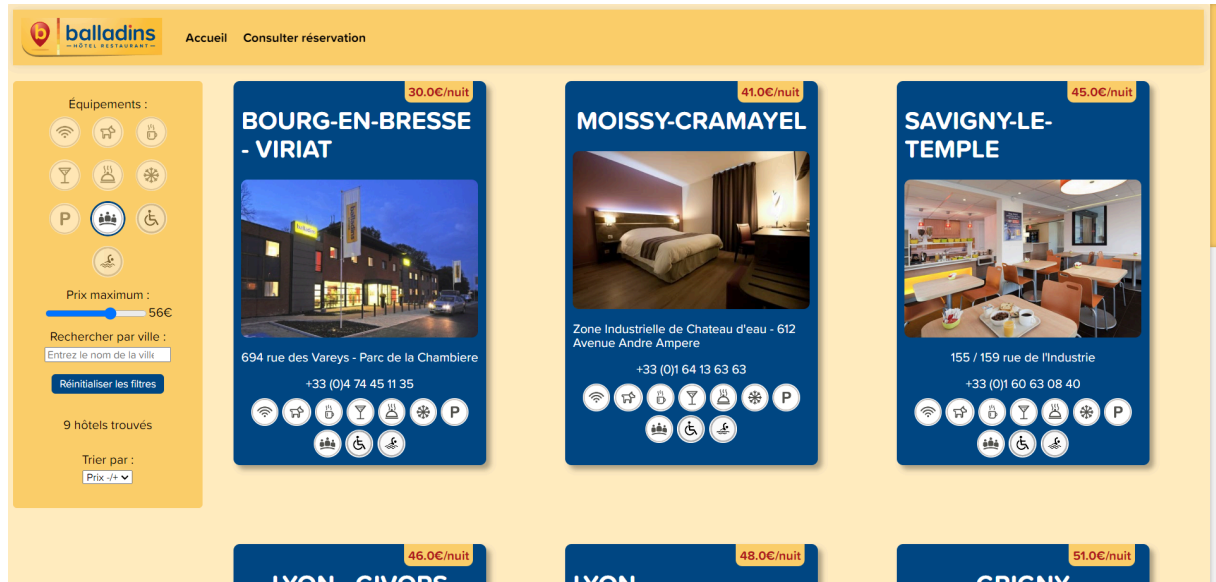 balladins
HÔTEL RESTAURANT
Accueil
Consulter réservation
Équipements :
P
Prix maximum :
56€
Rechercher par ville :
Entrez le nom de la ville
Réinitialiser les filtres
9 hôtels trouvés
Trier par :
Prix -/+
30.0€/nuit
BOURG-EN-BRESSE
- VIRIAT
694 rue des Vareys - Parc de la Chambiere
+33 (0)4 74 45 11 35
P
41.0€/nuit
MOISSY-CRAMAYEL
Zone Industrielle de Chateau d'eau - 612
Avenue Andre Ampere
+33 (0)1 64 13 63 63
P
45.0€/nuit
SAVIGNY-LE-
TEMPLE
155 / 159 rue de l'Industrie
+33 (0)1 60 63 08 40
P
46.0€/nuit
LYON - GIVORS
48.0€/nuit
LYON
51.0€/nuit
GRIGNY